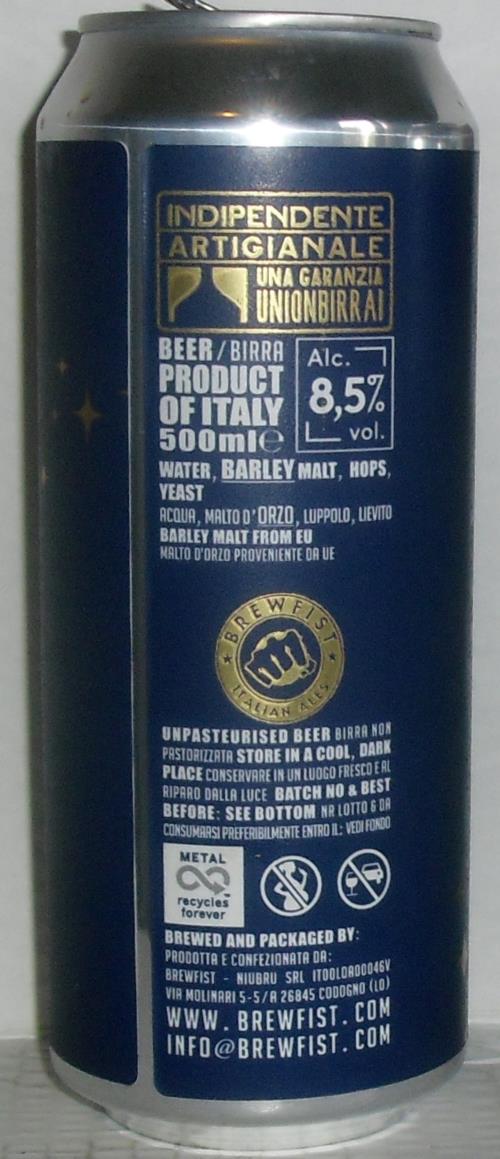 INDIPENDENTE
ARTIGIANALE
UNA GARANZIA
UNIONBIRRAI
BEER / BIRRA
PRODUCT
OF ITALY
500ml e
Alc.
8,5%
vol.
WATER, BARLEY MALT, HOPS,
YEAST
ACQUA, MALTO D'ORZO, LUPPOLO, LIEVITO
BARLEY MALT FROM EU
MALTO D'ORZO PROVENIENTE DA UE
BREWFIST
ITALIAN ALES
UNPASTEURISED BEER BIRRA NON
PASTORIZZATA STORE IN A COOL, DARK
PLACE CONSERVARE IN UN LUOGO FRESCO E AL
RIPARO DALLA LUCE BATCH NO & BEST
BEFORE: SEE BOTTOM NR LOTTO & DA
CONSUMARSI PREFERIBILMENTE ENTRO IL: VEDI FONDO
METAL
recycles
forever
BREWED AND PACKAGED BY:
PRODOTTA E CONFEZIONATA DA:
BREWFIST - NIUBRU SRL IT00LOA00046V
VIA MOLINARI 5-5/A 26845 CODOGNO (LO)
WWW.BREWFIST.COM
INFO@BREWFIST.COM